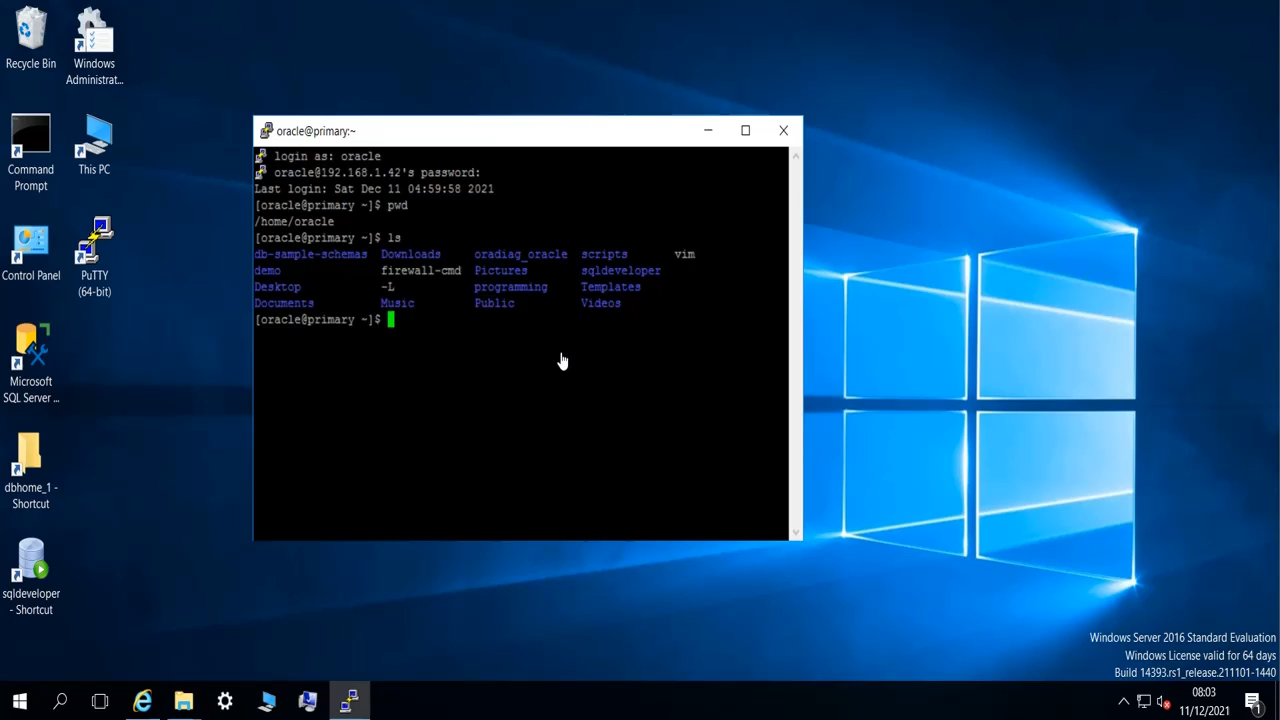 Recycle Bin
Windows
Administrat...
Command
Prompt
This PC
Control Panel
PuTTY
(64-bit)
Microsoft
SQL Server ...
dbhome_1 -
Shortcut
sqldeveloper
- Shortcut
oracle@primary:~
login as: oracle
oracle@192.168.1.42's password:
Last login: Sat Dec 11 04:59:58 2021
[oracle@primary ~]$ pwd
/home/oracle
[oracle@primary ~]$ ls
db-sample-schemas Downloads oradiag_oracle scripts vim
demo firewall-cmd Pictures sqldeveloper
Desktop -L programming Templates
Documents Music Public Videos
[oracle@primary ~]$
Windows Server 2016 Standard Evaluation
Windows License valid for 64 days
Build 14393.rs1_release.211101-1440
08:03
11/12/2021
1